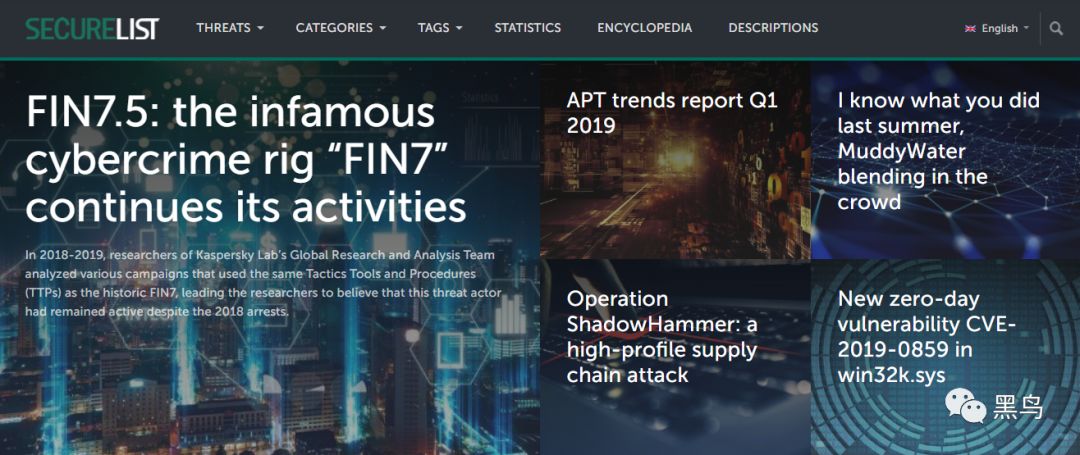 SECURELIST
THREATS
CATEGORIES
TAGS
STATISTICS
ENCYCLOPEDIA
DESCRIPTIONS
English
FIN7.5: the infamous
cybercrime rig “FIN7”
continues its activities
In 2018-2019, researchers of Kaspersky Lab’s Global Research and Analysis Team
analyzed various campaigns that used the same Tactics Tools and Procedures
(TTPs) as the historic FIN7, leading the researchers to believe that this threat actor
had remained active despite the 2018 arrests.
Statistics
APT trends report Q1
2019
I know what you did
last summer,
MuddyWater
blending in the
crowd
Operation
ShadowHammer: a
high-profile supply
chain attack
New zero-day
vulnerability CVE-
2019-0859 in
win32k.sys
黑鸟